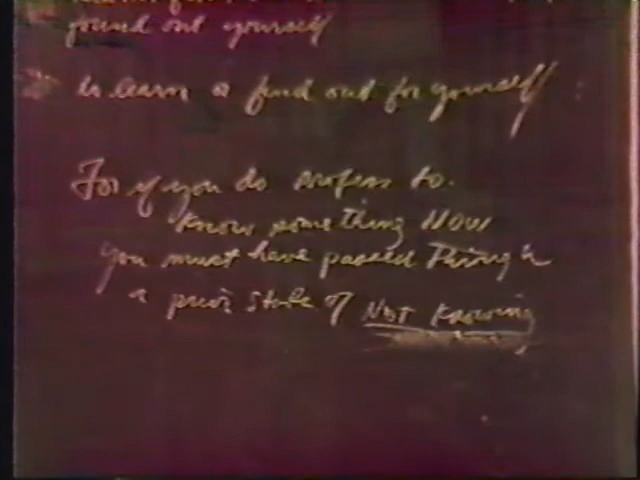 found out yourself
to learn & find out for yourself
For if you do profess to
know something NOW
you must have passed through
a prior state of Not Knowing